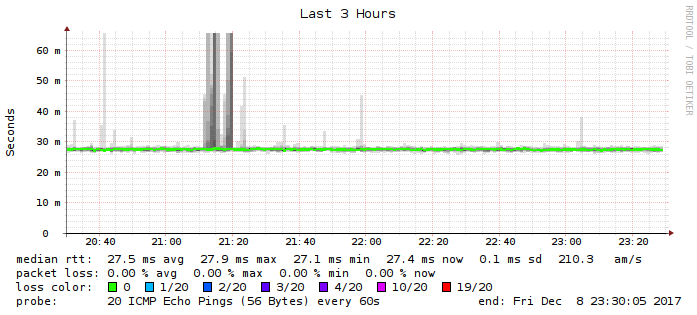 Last 3 Hours
RRDTOOL / TOBI OETIKER
Seconds
60 m
50 m
40 m
30 m
20 m
10 m
0
20:40 21:00 21:20 21:40 22:00 22:20 22:40 23:00 23:20
median rtt: 27.5 ms avg 27.9 ms max 27.1 ms min 27.4 ms now 0.1 ms sd 210.3 am/s
packet loss: 0.00 % avg 0.00 % max 0.00 % min 0.00 % now
loss color: 0 1/20 2/20 3/20 4/20 10/20 19/20
probe: 20 ICMP Echo Pings (56 Bytes) every 60s end: Fri Dec 8 23:30:05 2017